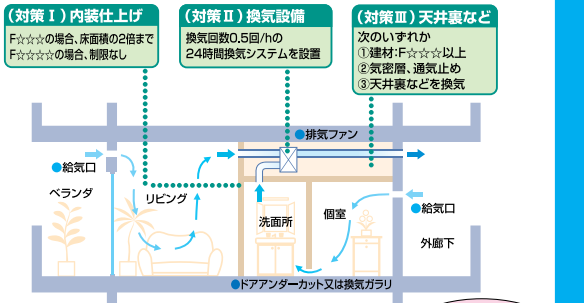 (対策Ⅰ)内装仕上げ
F☆☆☆の場合、床面積の2倍まで
F☆☆☆☆の場合、制限なし
(対策Ⅱ)換気設備
換気回数0.5回/hの
24時間換気システムを設置
(対策Ⅲ)天井裏など
次のいずれか
①建材:F☆☆☆以上
②気密層、通気止め
③天井裏などを換気
●排気ファン
●給気口
ベランダ
リビング
洗面所
個室
●給気口
外廊下
●ドアアンダーカット又は換気ガラリ